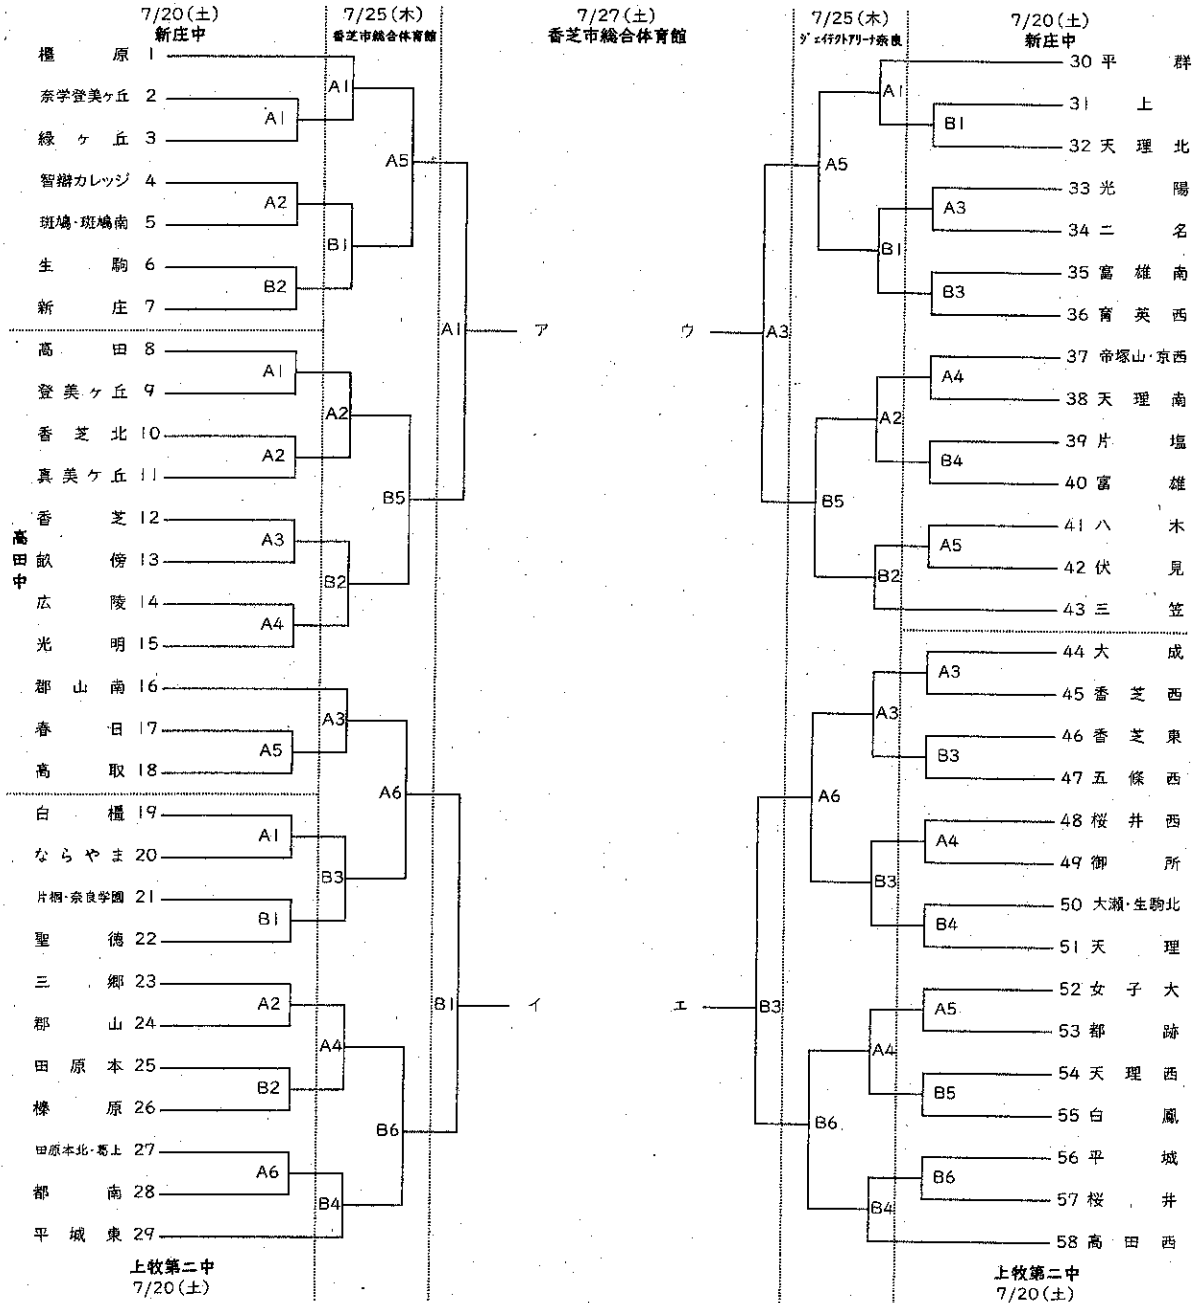 7/20(土) 7/25(木) 7/27(土) 7/25(木) 7/20(土)
新庄中 香芝市総合体育館 香芝市総合体育館 ジェイテクトアリーナ奈良 新庄中
橿原 1
A1
奈学登美ヶ丘 2
A1
緑ヶ丘 3
A5
智辯カレッジ 4
A2
斑鳩・斑鳩南 5
B1
生駒 6
B2
新庄 7
A1 ア
高田 8
A1
登美ヶ丘 9
A2
香芝北 10
A2
真美ヶ丘 11
B5
香芝 12
高田中
A3
畝傍 13
B2
広陵 14
A4
光明 15
郡山南 16
A3
春日 17
A5
高取 18
A6
白橿 19
A1
ならやま 20
B3
片桐・奈良学園 21
B1
聖徳 22
三郷 23
A2
B1 イ
郡山 24
A4
田原本 25
B2
榛原 26
B6
田原本北・葛上 27
A6
都南 28
B4
平城東 29
上牧第二中
7/20(土)
30 平群
A1
31 上
B1
32 天理北
A5
33 光陽
A3
34 二名
B1
35 富雄南
B3
36 育英西
ウ A3
37 帝塚山・京西
A4
38 天理南
A2
39 片塩
B4
40 富雄
B5
41 八木
A5
42 伏見
B2
43 三笠
44 大成
A3
45 香芝西
A3
46 香芝東
B3
47 五條西
A6
48 桜井西
A4
49 御所
B3
50 大瀬・生駒北
B4
51 天理
52 女子大
エ B3
A5
53 都跡
A4
54 天理西
B5
55 白鳳
B6
56 平城
B6
57 桜井
B4
58 高田西
上牧第二中
7/20(土)